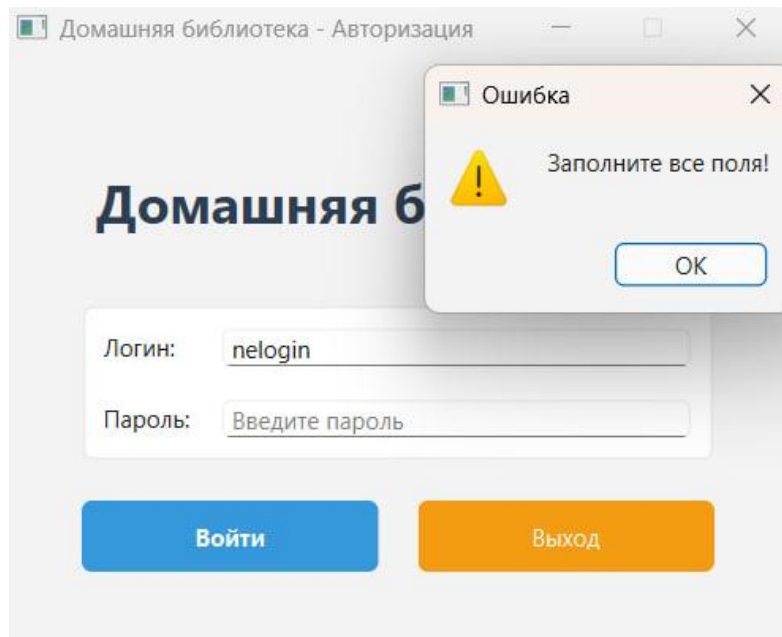 Домашняя библиотека - Авторизация
Ошибка
Заполните все поля!
OK
Домашняя б
Логин:
nelogin
Пароль:
Введите пароль
Войти
Выход